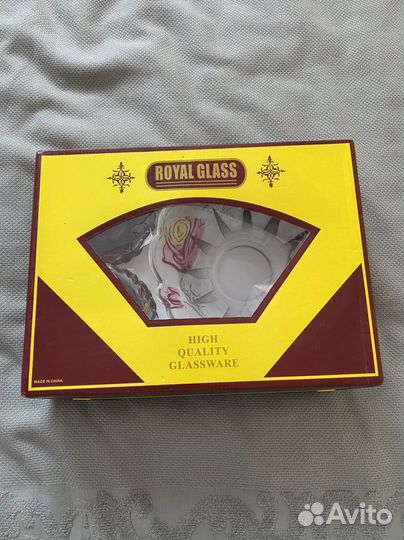 ROYAL GLASS
HIGH
QUALITY
GLASSWARE
MADE IN CHINA
Avito